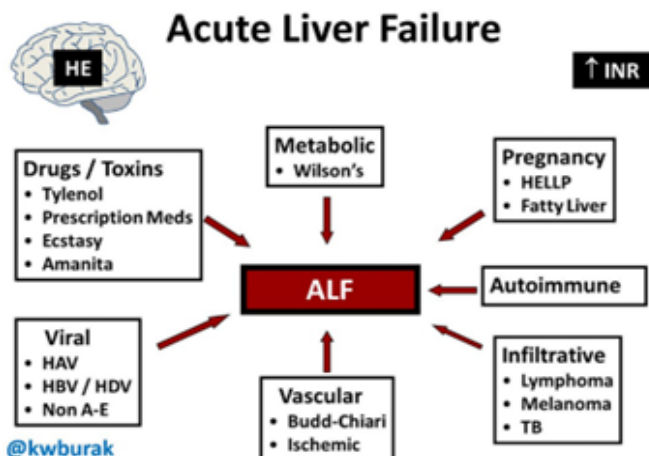 Acute Liver Failure
HE
↑ INR
Drugs / Toxins
• Tylenol
• Prescription Meds
• Ecstasy
• Amanita
Metabolic
• Wilson's
Pregnancy
• HELLP
• Fatty Liver
ALF
Autoimmune
Viral
• HAV
• HBV / HDV
• Non A-E
Vascular
• Budd-Chiari
• Ischemic
Infiltrative
• Lymphoma
• Melanoma
• TB
@kwburak